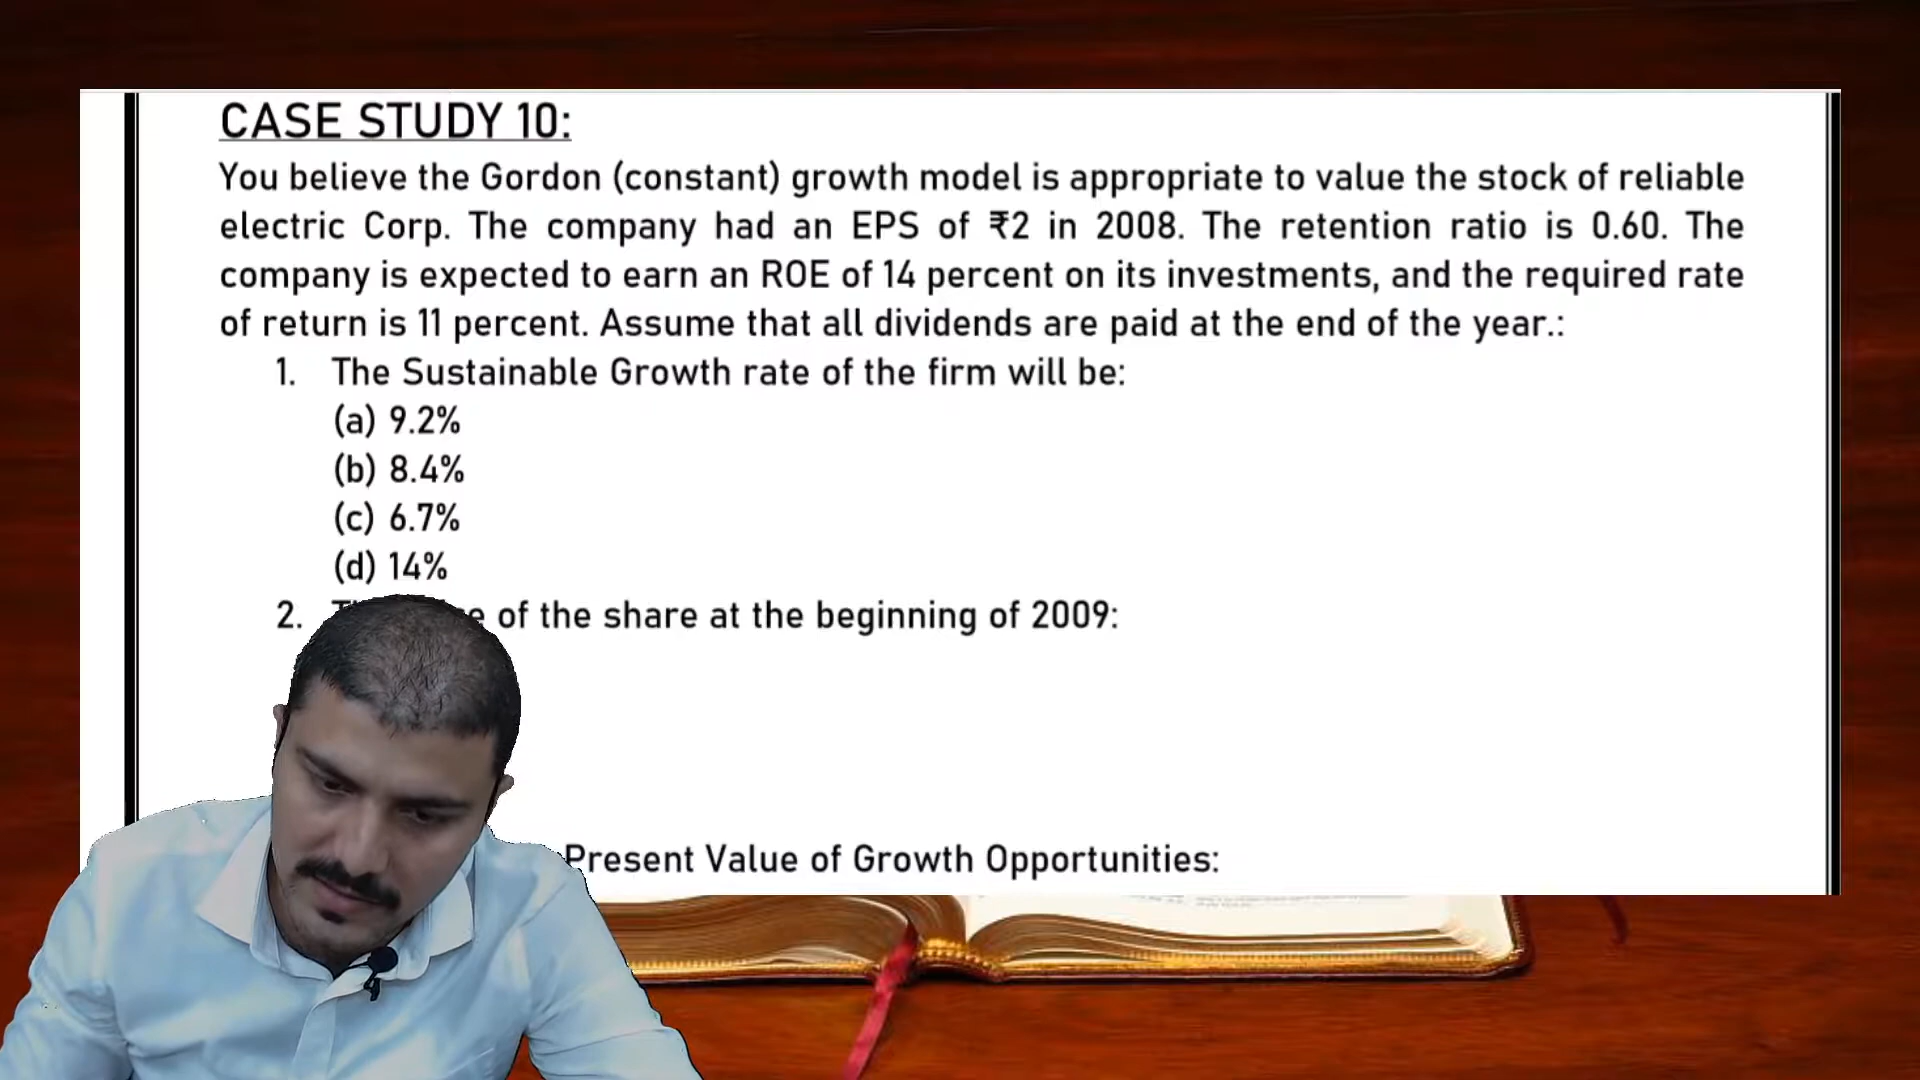 CASE STUDY 10:
You believe the Gordon (constant) growth model is appropriate to value the stock of reliable
electric Corp. The company had an EPS of ₹2 in 2008. The retention ratio is 0.60. The
company is expected to earn an ROE of 14 percent on its investments, and the required rate
of return is 11 percent. Assume that all dividends are paid at the end of the year.:
1. The Sustainable Growth rate of the firm will be:
(a) 9.2%
(b) 8.4%
(c) 6.7%
(d) 14%
2. of the share at the beginning of 2009:
Present Value of Growth Opportunities: